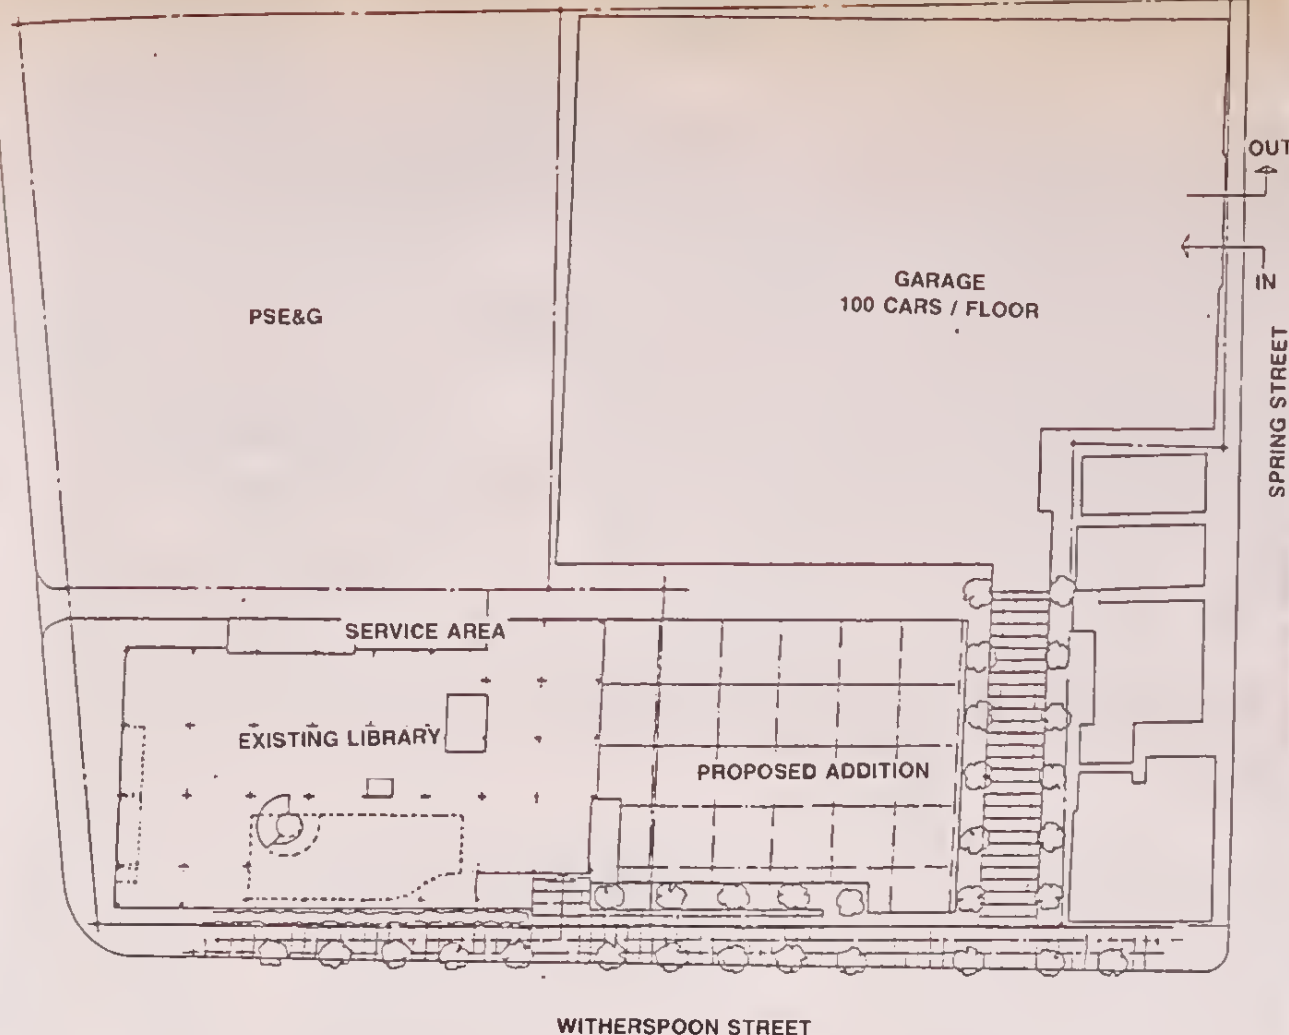 OUT
IN
GARAGE
100 CARS / FLOOR
PSE&G
SPRING STREET
SERVICE AREA
EXISTING LIBRARY
PROPOSED ADDITION
WITHERSPOON STREET